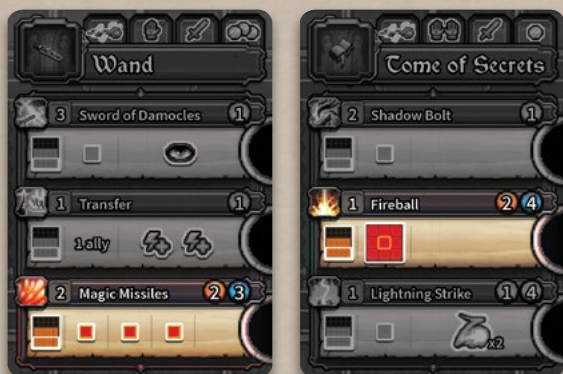 Wand
3 Sword of Damocles 1
1 Transfer 1
1 ally
2 Magic Missiles 2 3
Tome of Secrets
2 Shadow Bolt 1
1 Fireball 2 4
1 Lightning Strike 1 4
x2